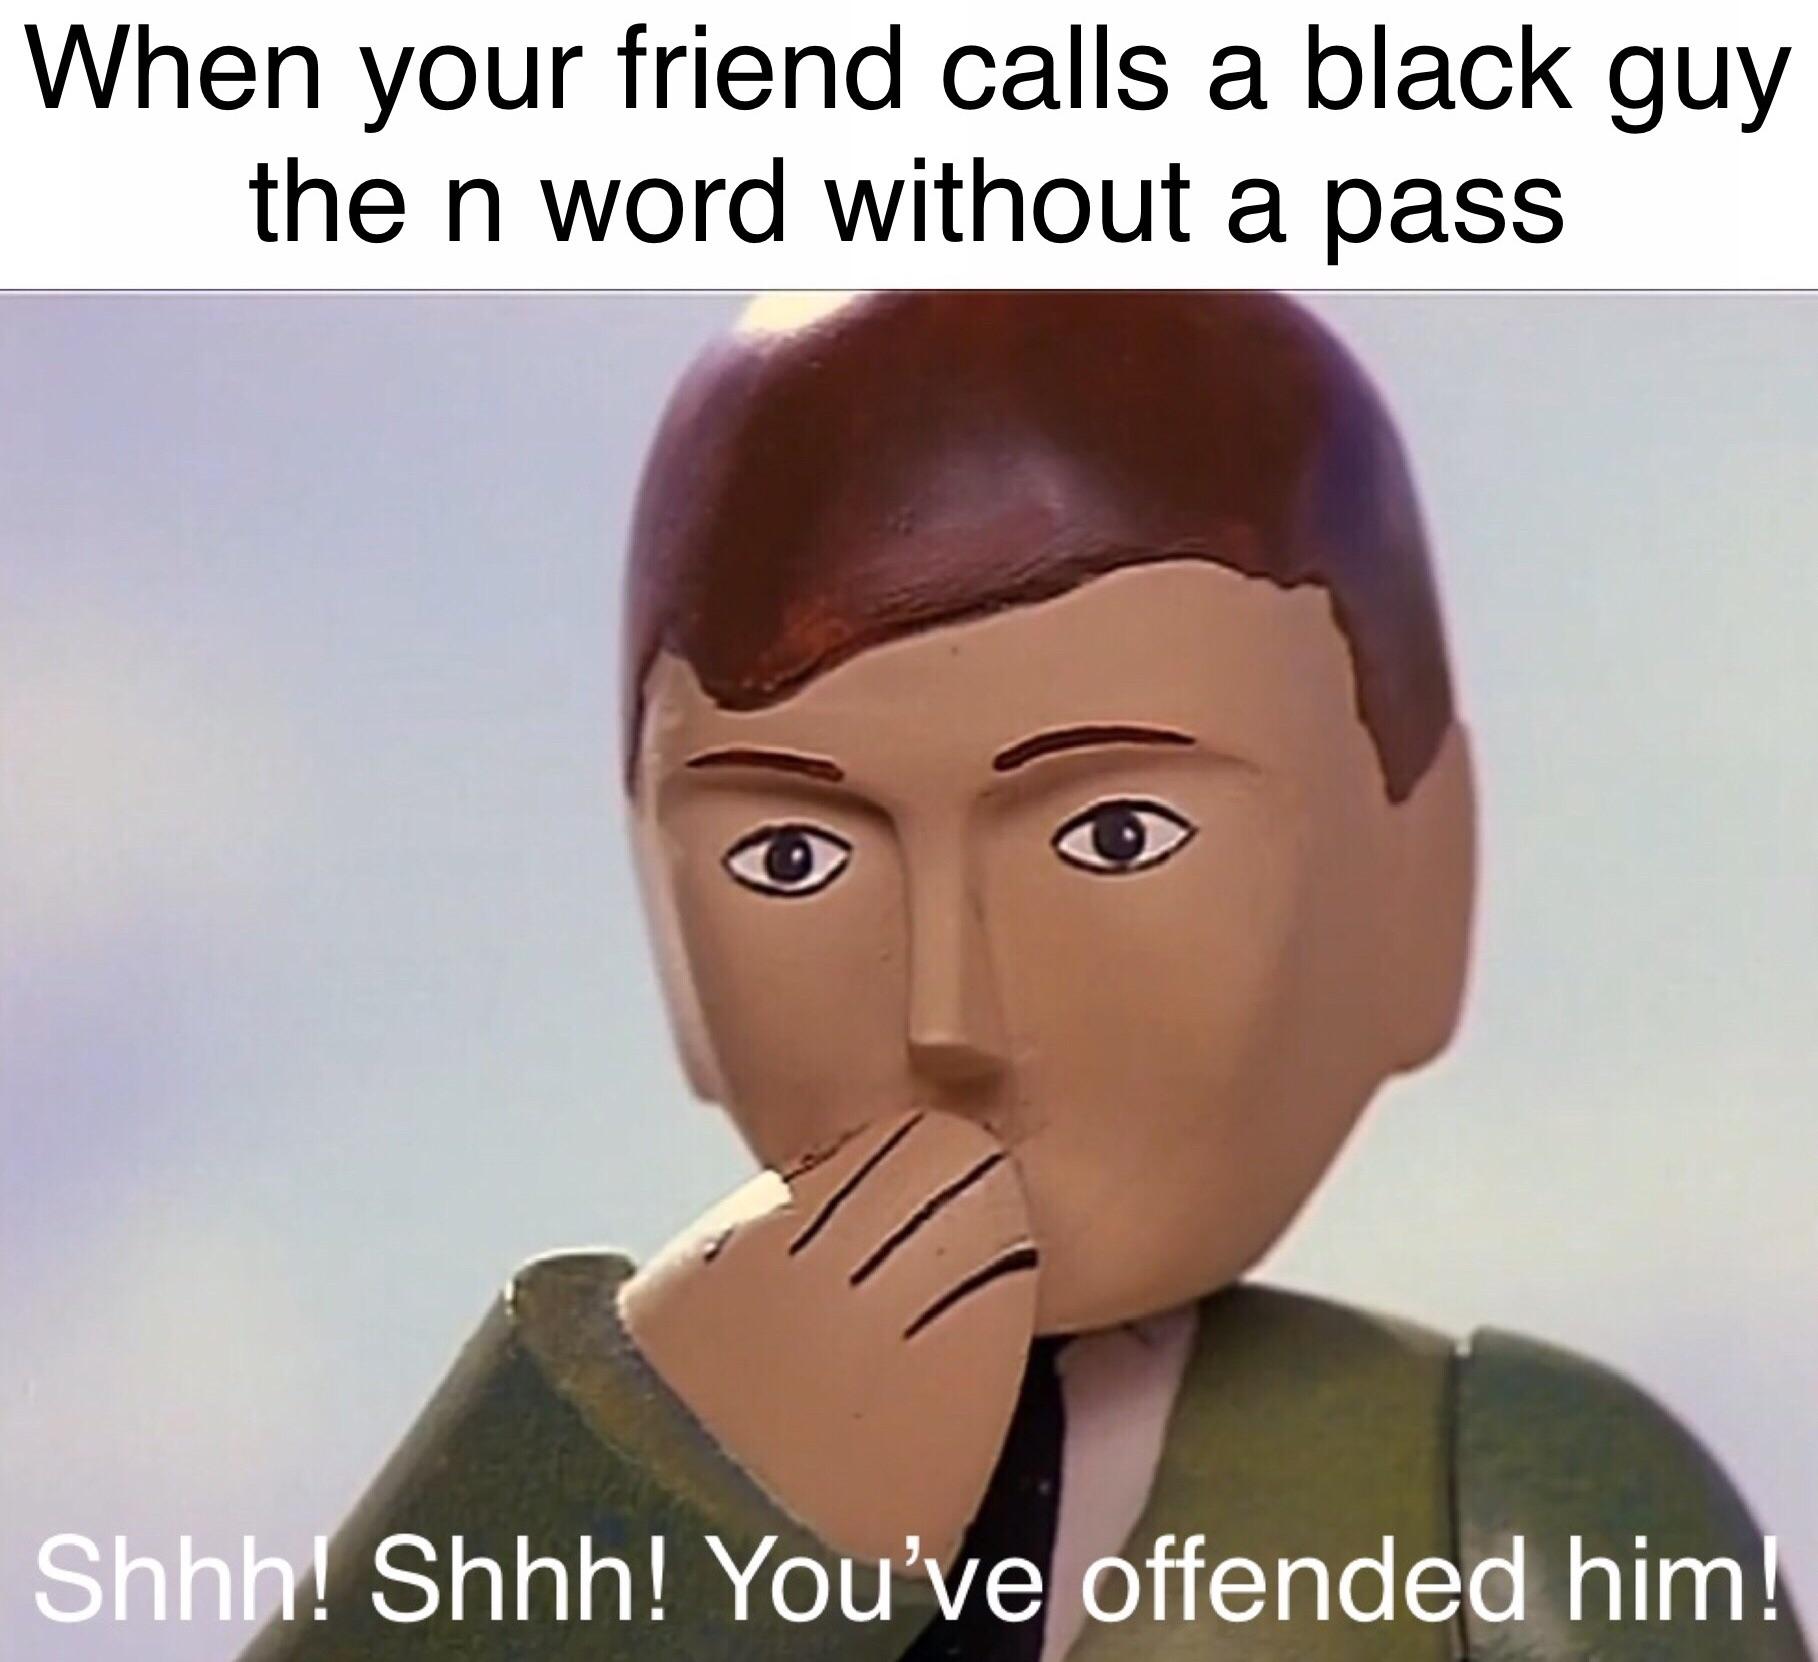 When your friend calls a black guy
the n word without a pass
Shhh! Shhh! You’ve offended him!